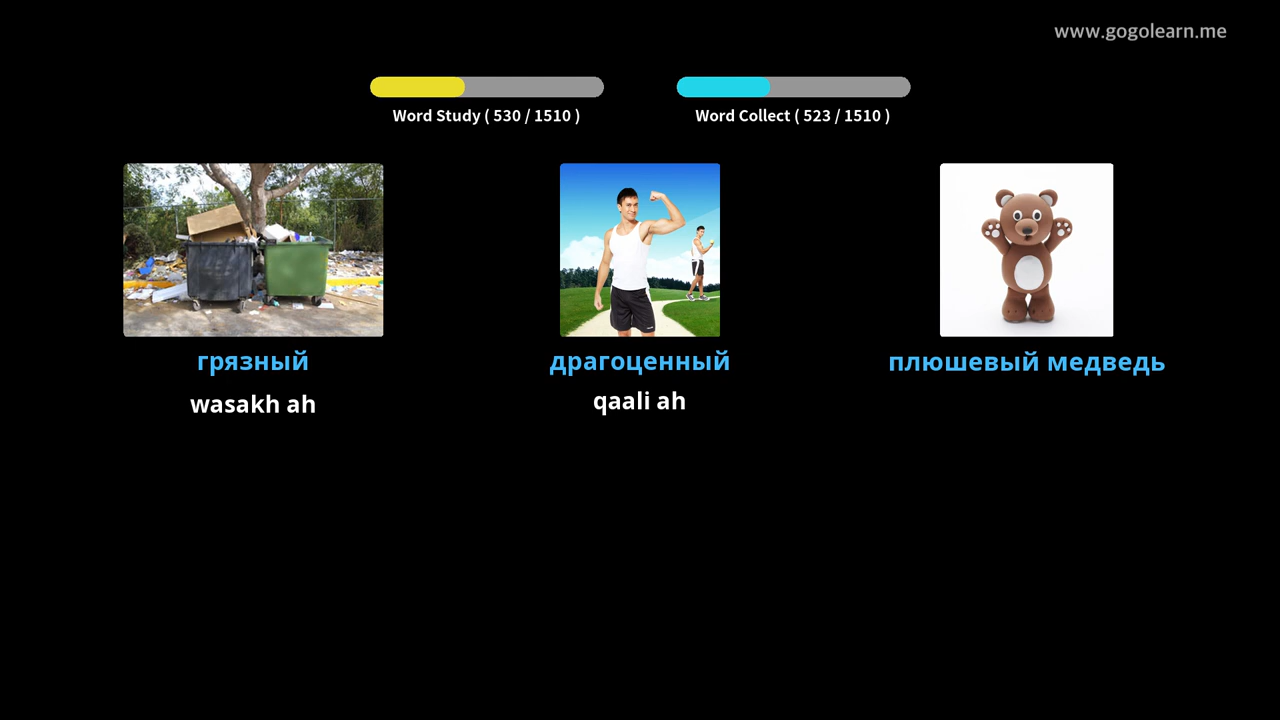 www.gogolearn.me
Word Study ( 530 / 1510 )
Word Collect ( 523 / 1510 )
грязный
драгоценный
плюшевый медведь
wasakh ah
qaali ah